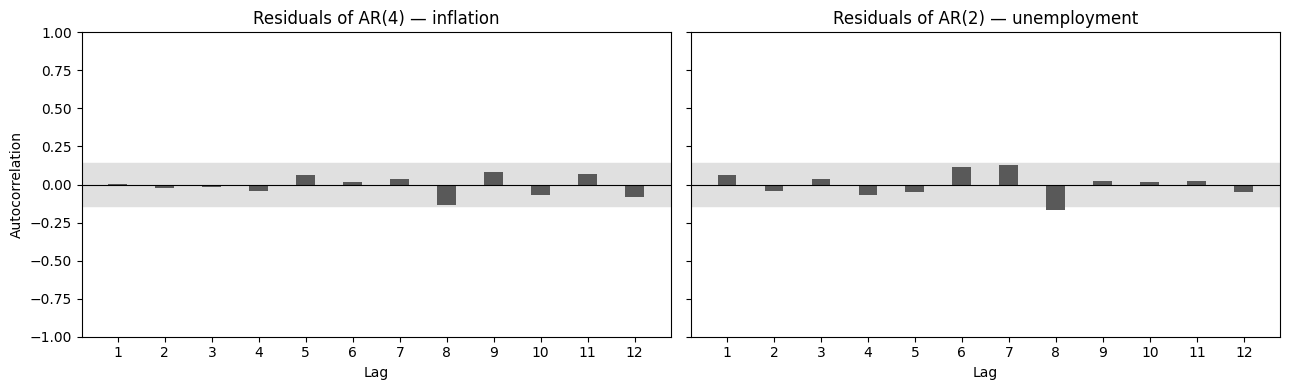 Residuals of AR(4) — inflation
Residuals of AR(2) — unemployment
Autocorrelation
1.00
0.75
0.50
0.25
0.00
−0.25
−0.50
−0.75
−1.00
1 2 3 4 5 6 7 8 9 10 11 12
1 2 3 4 5 6 7 8 9 10 11 12
Lag
Lag